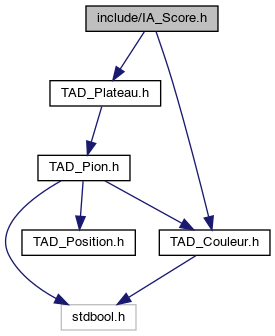 include/IA_Score.h
TAD_Plateau.h
TAD_Pion.h
TAD_Position.h
TAD_Couleur.h
stdbool.h